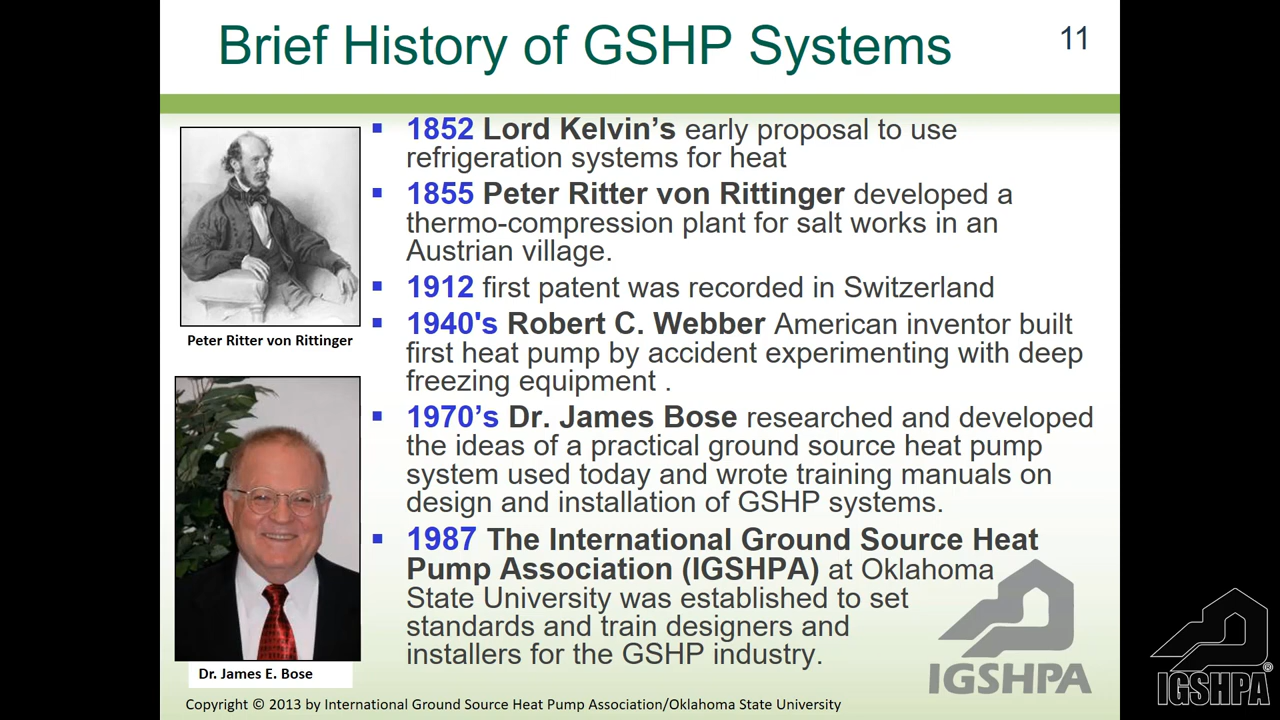 Brief History of GSHP Systems
11
1852 Lord Kelvin’s early proposal to use
refrigeration systems for heat
1855 Peter Ritter von Rittinger developed a
thermo-compression plant for salt works in an
Austrian village.
1912 first patent was recorded in Switzerland
1940's Robert C. Webber American inventor built
first heat pump by accident experimenting with deep
freezing equipment .
1970’s Dr. James Bose researched and developed
the ideas of a practical ground source heat pump
system used today and wrote training manuals on
design and installation of GSHP systems.
1987 The International Ground Source Heat
Pump Association (IGSHPA) at Oklahoma
State University was established to set
standards and train designers and
installers for the GSHP industry.
Peter Ritter von Rittinger
Dr. James E. Bose
IGSHPA
IGSHPA®
Copyright © 2013 by International Ground Source Heat Pump Association/Oklahoma State University